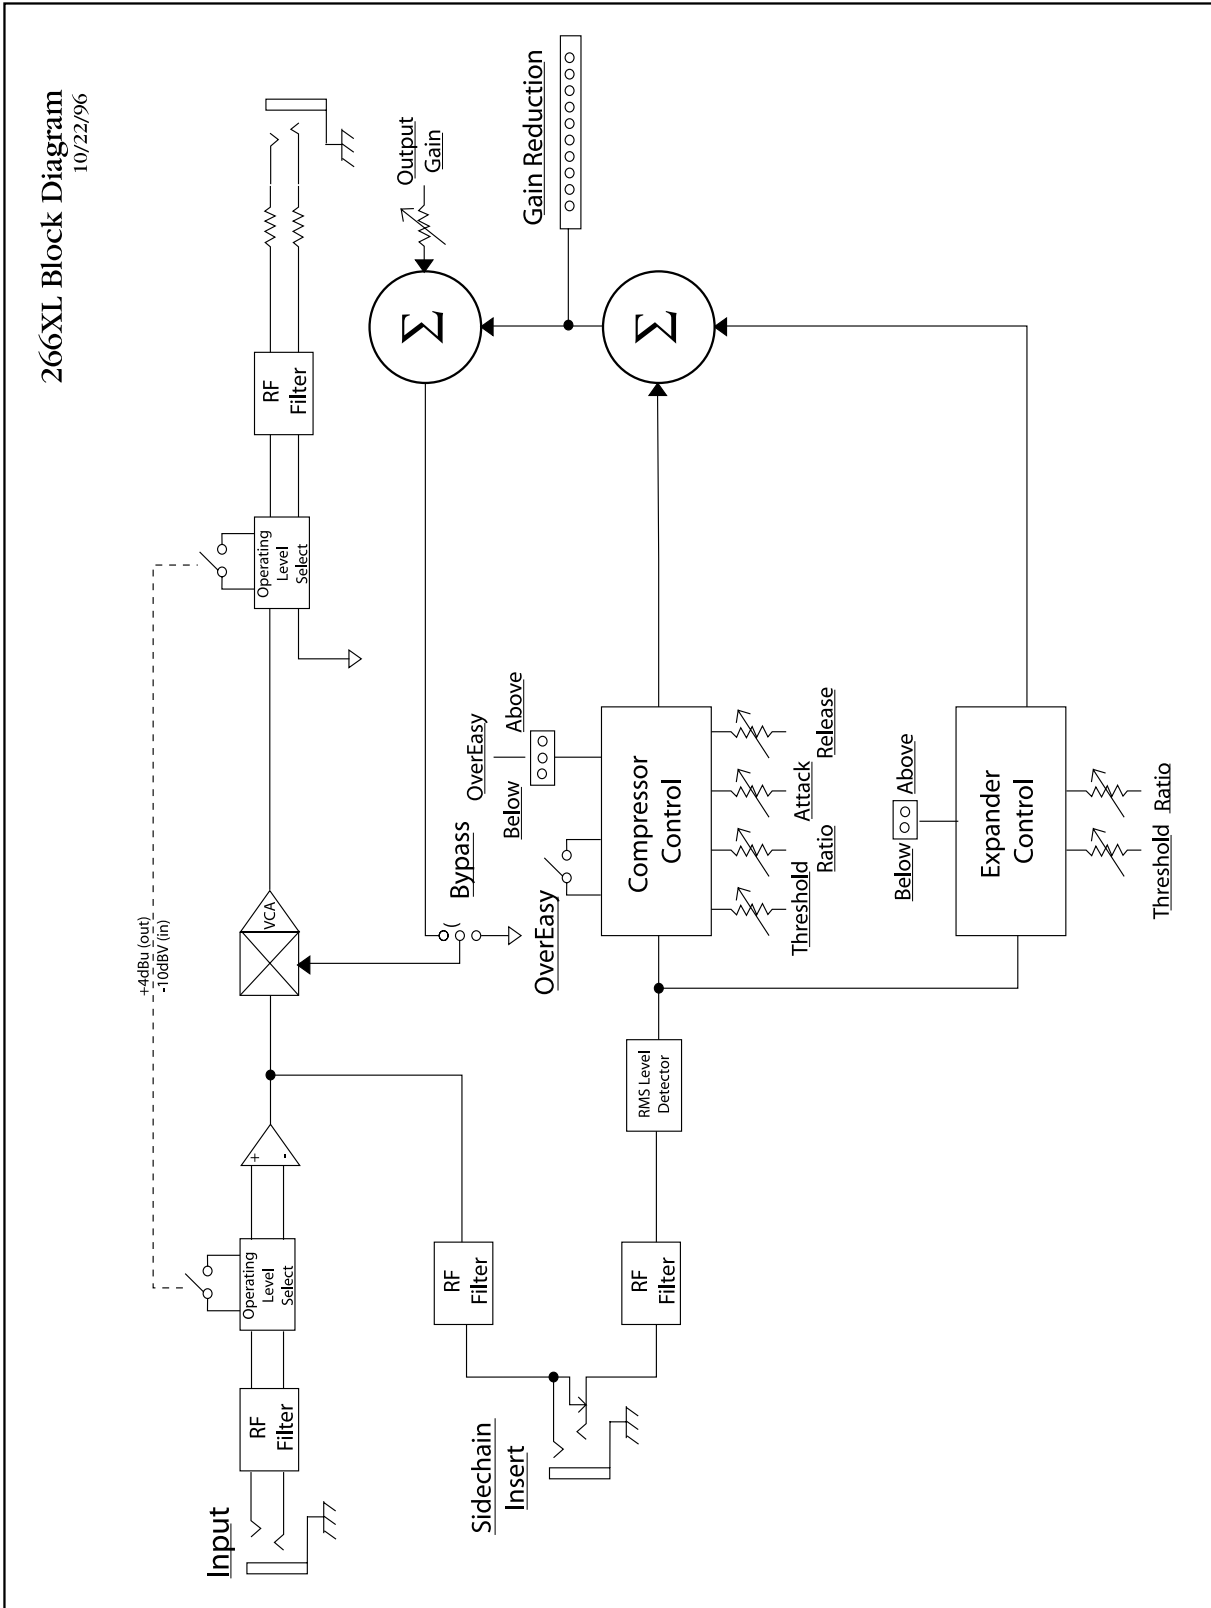 266XL Block Diagram
10/22/96
Input
RF
Filter
Operating
Level
Select
+
-
+4dBu (out)
-10dBV (in)
VCA
Operating
Level
Select
RF
Filter
Output
Gain
Σ
Bypass
(
Sidechain
Insert
RF
Filter
RF
Filter
RMS Level
Detector
OverEasy
OverEasy
Below
Above
Compressor
Control
Threshold
Ratio
Attack
Release
Σ
Gain Reduction
Below
Above
Expander
Control
Threshold
Ratio